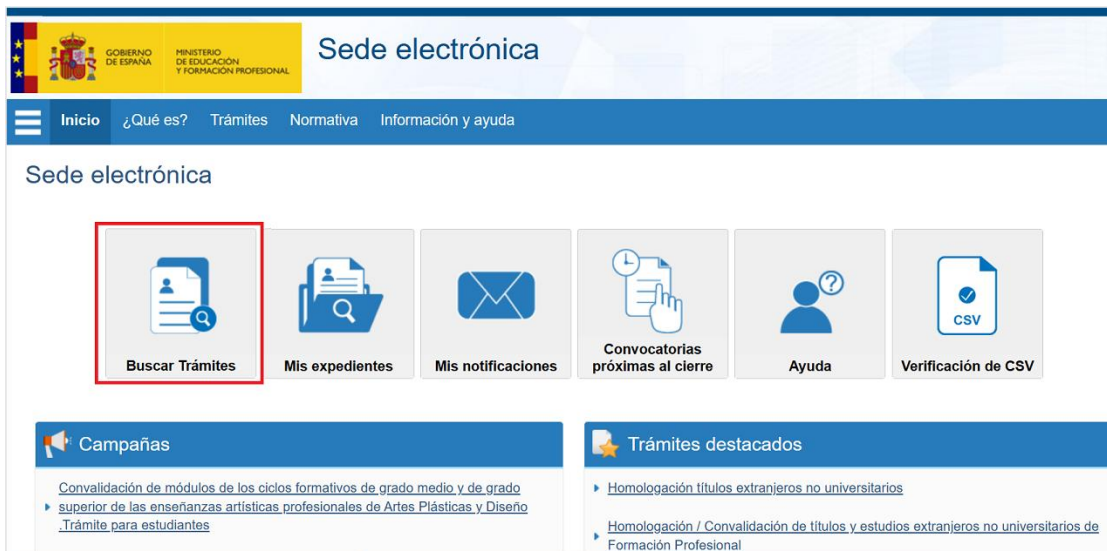 GOBIERNO
DE ESPAÑA
MINISTERIO
DE EDUCACIÓN
Y FORMACIÓN PROFESIONAL
Sede electrónica
Inicio ¿Qué es? Trámites Normativa Información y ayuda
Sede electrónica
Buscar Trámites
Mis expedientes
Mis notificaciones
Convocatorias
próximas al cierre
Ayuda
CSV
Verificación de CSV
Campañas
Convalidación de módulos de los ciclos formativos de grado medio y de grado
superior de las enseñanzas artísticas profesionales de Artes Plásticas y Diseño
.Trámite para estudiantes
Trámites destacados
Homologación títulos extranjeros no universitarios
Homologación / Convalidación de títulos y estudios extranjeros no universitarios de
Formación Profesional